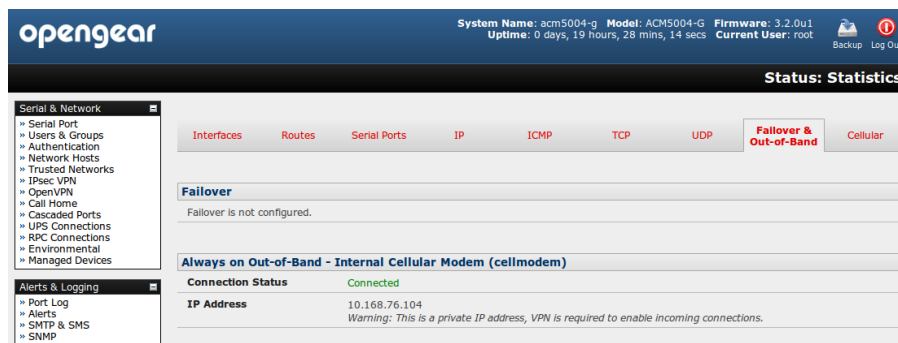 opengear
System Name: acm5004-g Model: ACM5004-G Firmware: 3.2.0u1
Uptime: 0 days, 19 hours, 28 mins, 14 secs Current User: root
Backup Log Ou
Status: Statistics
Serial & Network
» Serial Port
» Users & Groups
» Authentication
» Network Hosts
» Trusted Networks
» IPsec VPN
» OpenVPN
» Call Home
» Cascaded Ports
» UPS Connections
» RPC Connections
» Environmental
» Managed Devices
Alerts & Logging
» Port Log
» Alerts
» SMTP & SMS
» SNMP
Interfaces Routes Serial Ports IP ICMP TCP UDP Failover & Out-of-Band Cellular
Failover
Failover is not configured.
Always on Out-of-Band - Internal Cellular Modem (cellmodem)
Connection Status Connected
IP Address 10.168.76.104
Warning: This is a private IP address, VPN is required to enable incoming connections.